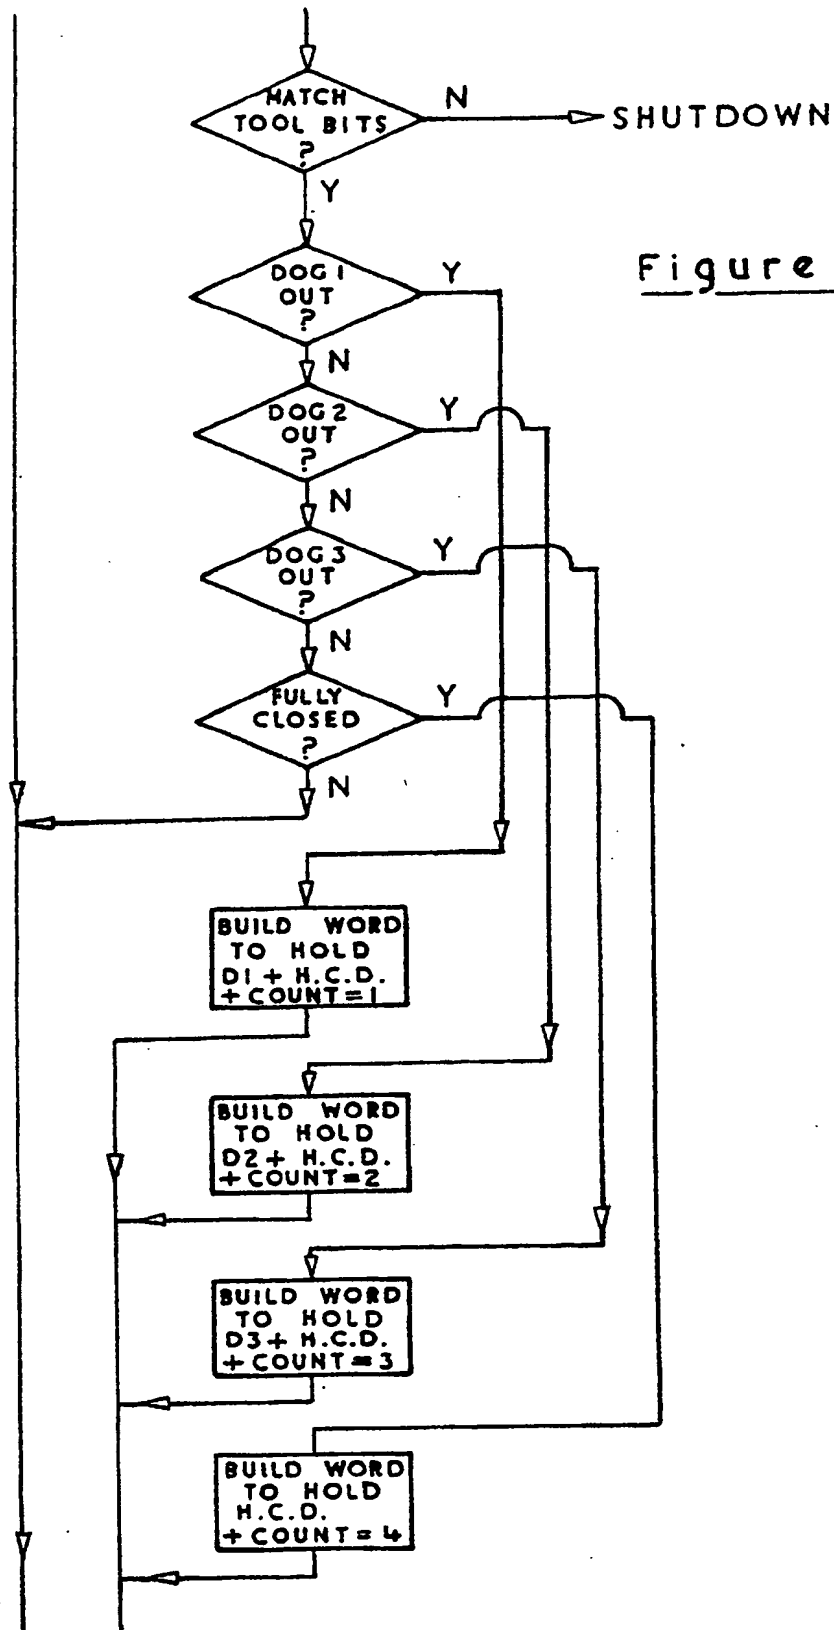 MATCH
TOOL BITS
?
N
SHUTDOWN
Y
Figure
DOG 1
OUT
?
Y
N
DOG 2
OUT
?
Y
N
DOG 3
OUT
?
Y
N
FULLY
CLOSED
?
Y
N
BUILD WORD
TO HOLD
D1 + H.C.D.
+ COUNT = 1
BUILD WORD
TO HOLD
D2 + H.C.D.
+ COUNT = 2
BUILD WORD
TO HOLD
D3 + H.C.D.
+ COUNT = 3
BUILD WORD
TO HOLD
H.C.D.
+ COUNT = 4